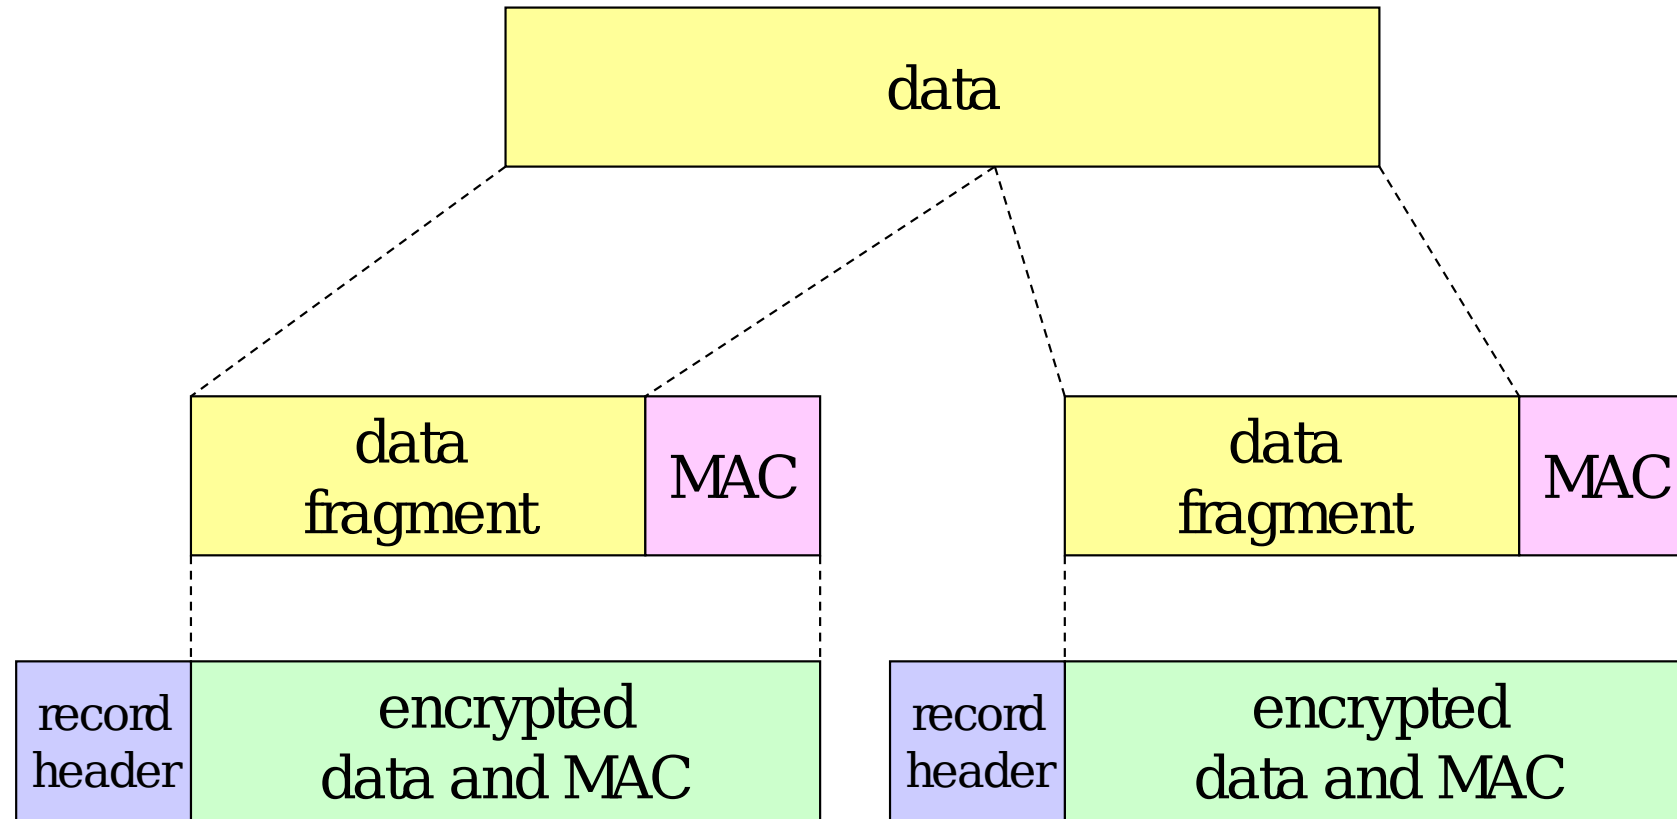 data
data
fragment
MAC
data
fragment
MAC
record
header
encrypted
data and MAC
record
header
encrypted
data and MAC